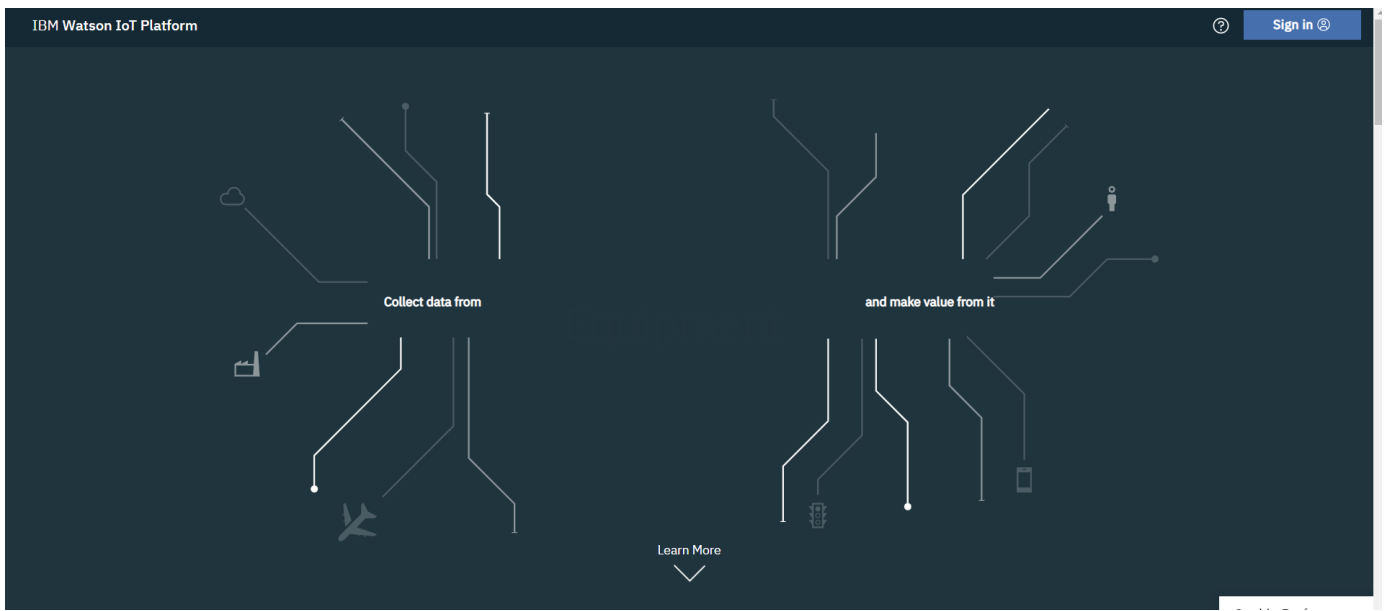 IBM Watson IoT Platform
Sign in
Collect data from
and make value from it
Learn More